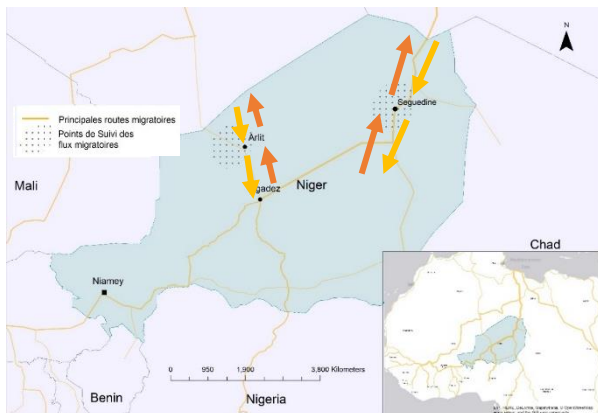 N
Principales routes migratoires
Points de Suivi des
flux migratoires
Seguedine
Arlit
Mali
gadez
Niger
Chad
Niamey
0 950 1,900 3,800 Kilometers
Benin
Nigeria